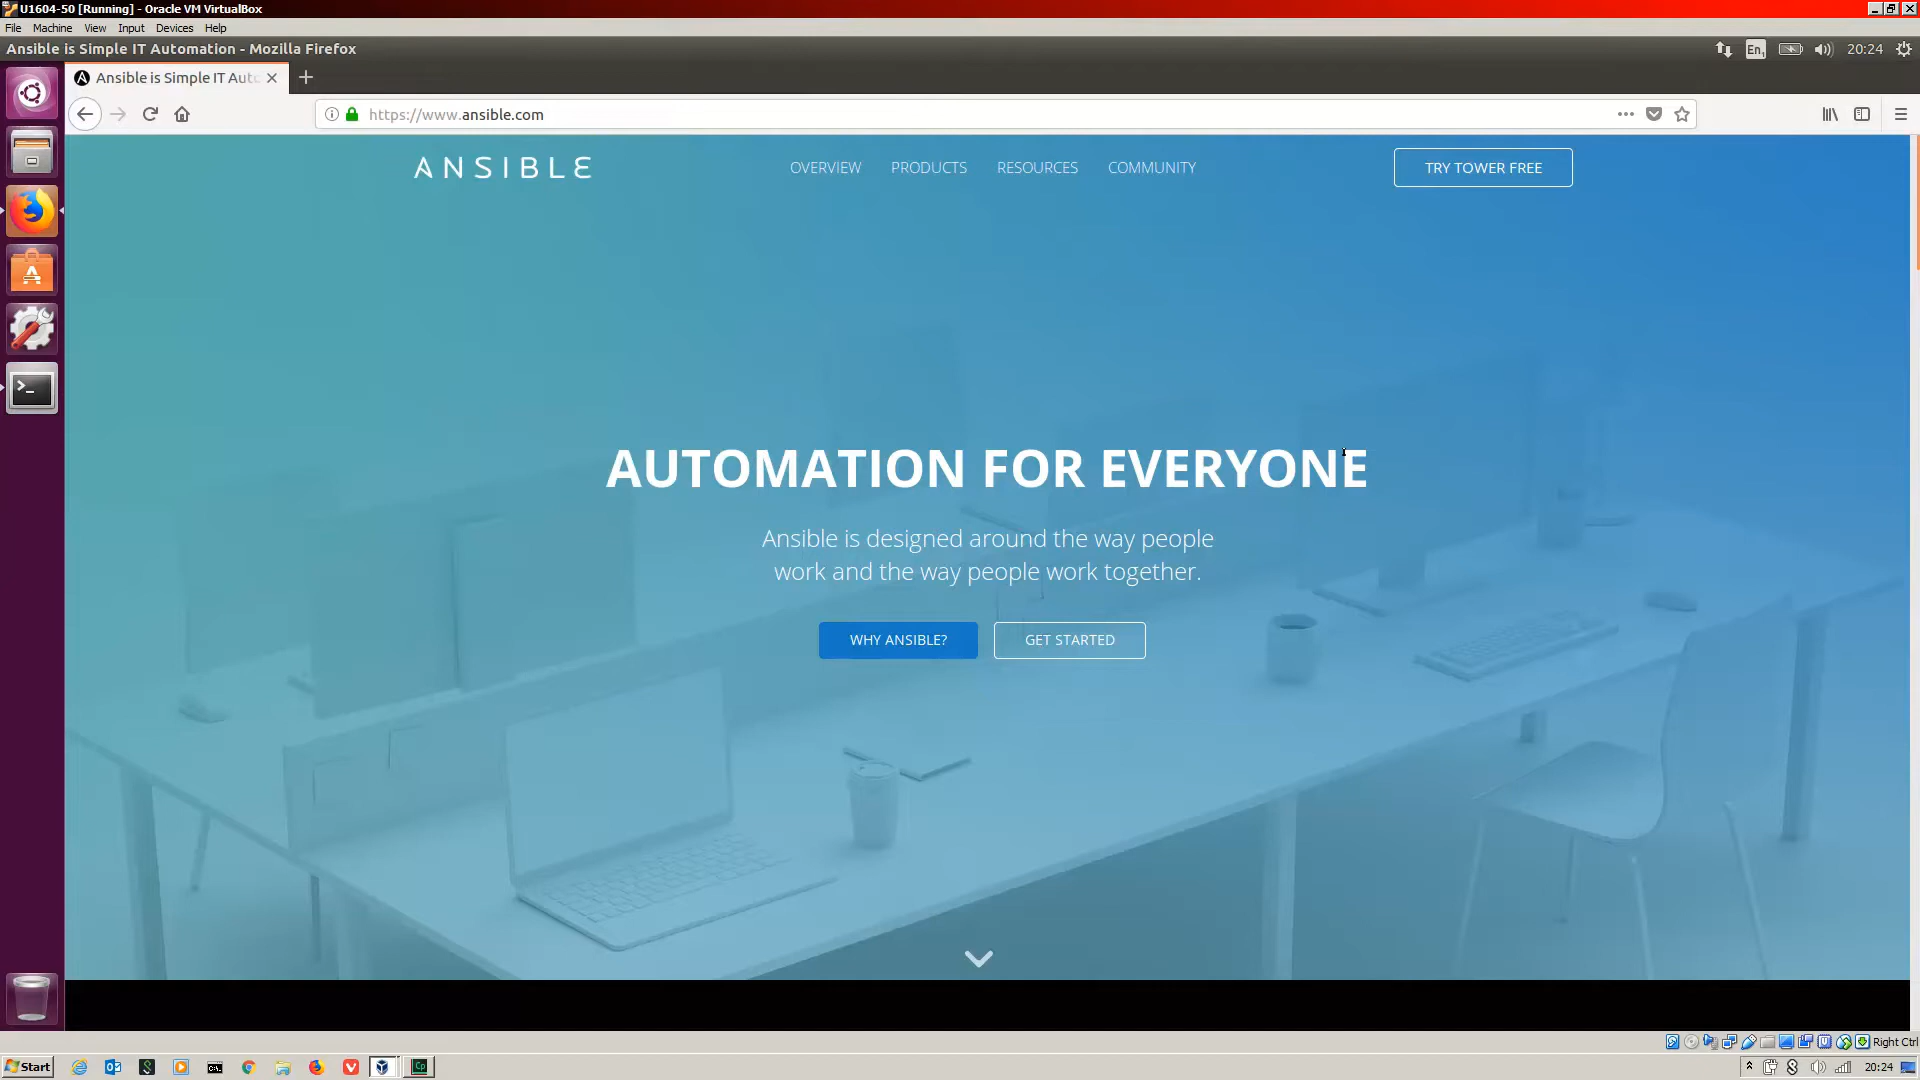 U1604-50 [Running] - Oracle VM VirtualBox
File Machine View Input Devices Help
Ansible is Simple IT Automation - Mozilla Firefox
En1
20:24
Ansible is Simple IT Auto
https://www.ansible.com
ANSIBLE
OVERVIEW PRODUCTS RESOURCES COMMUNITY
TRY TOWER FREE
AUTOMATION FOR EVERYONE
Ansible is designed around the way people
work and the way people work together.
WHY ANSIBLE?
GET STARTED
Right Ctrl
Start
Cp
20:24